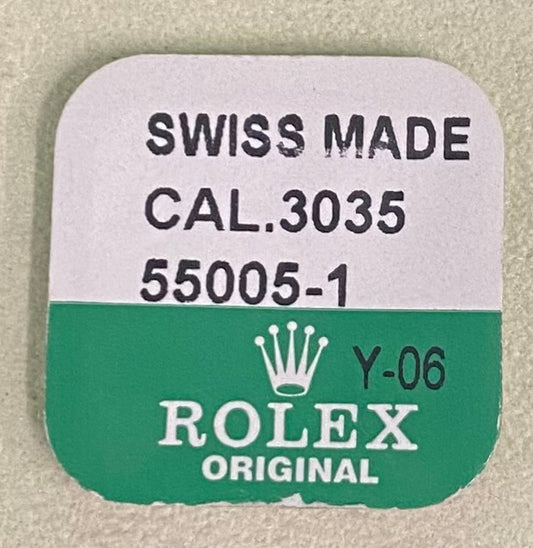 SWISS MADE
CAL.3035
55005-1
Y-06
ROLEX
ORIGINAL